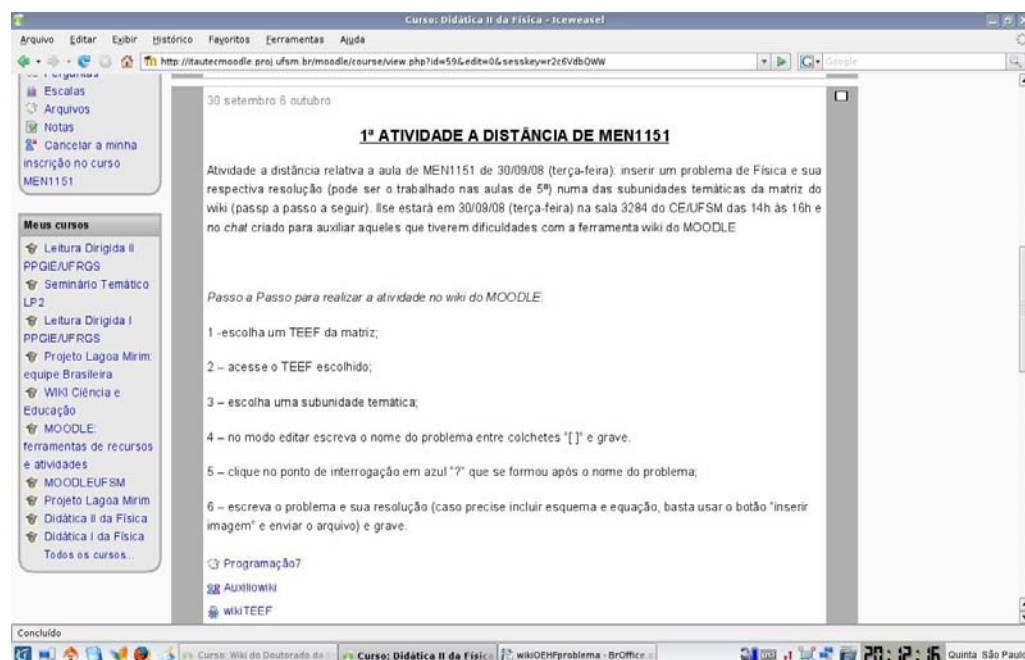 Curso: Didática II da Física - Iceweasel
Arquivo Editar Exibir Histórico Favoritos Ferramentas Ajuda
http://itautecmoodle.proj.ufsm.br/moodle/course/view.php?id=59&edit=0&sesskey=r2c6VdbQWW
Google
Perguntas
Escalas
Arquivos
Notas
Cancelar a minha
inscrição no curso
MEN1151
Meus cursos
Leitura Dirigida II
PPGIE/UFRGS
Seminário Temático
LP2
Leitura Dirigida I
PPGIE/UFRGS
Projeto Lagoa Mirim:
equipe Brasileira
WIKI Ciência e
Educação
MOODLE:
ferramentas de recursos
e atividades
MOODLEUFSM
Projeto Lagoa Mirim
Didática II da Física
Didática I da Física
Todos os cursos...
30 setembro 6 outubro
1ª ATIVIDADE A DISTÂNCIA DE MEN1151
Atividade a distância relativa a aula de MEN1151 de 30/09/08 (terça-feira): inserir um problema de Física e sua
respectiva resolução (pode ser o trabalhado nas aulas de 5ª) numa das subunidades temáticas da matriz do
wiki (passp a passo a seguir). Ilse estará em 30/09/08 (terça-feira) na sala 3284 do CE/UFSM das 14h às 16h e
no chat criado para auxiliar aqueles que tiverem dificuldades com a ferramenta wiki do MOODLE
Passo a Passo para realizar a atividade no wiki do MOODLE:
1 -escolha um TEEF da matriz;
2 – acesse o TEEF escolhido;
3 – escolha uma subunidade temática;
4 – no modo editar escreva o nome do problema entre colchetes "[ ]" e grave.
5 – clique no ponto de interrogação em azul "?" que se formou após o nome do problema;
6 – escreva o problema e sua resolução (caso precise incluir esquema e equação, basta usar o botão "inserir
imagem" e enviar o arquivo) e grave.
Programação7
Auxiliowiki
wikiTEEF
Concluído
Curso: Wiki do Doutorado da
Curso: Didática II da Física
wikiOEHFproblema - BrOffice
20:12:16
Quinta São Paulo